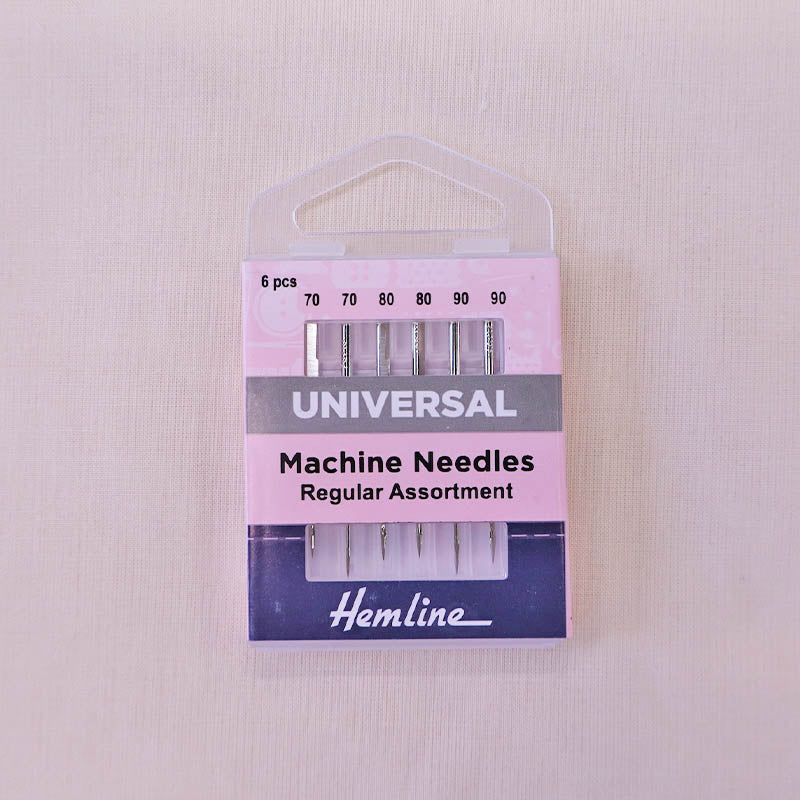 6 pcs
70 70 80 80 90 90
UNIVERSAL
Machine Needles
Regular Assortment
Hemline